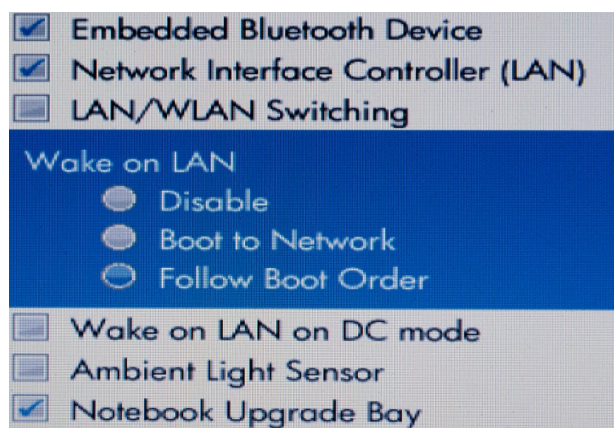 Embedded Bluetooth Device
Network Interface Controller (LAN)
LAN/WLAN Switching
Wake on LAN
Disable
Boot to Network
Follow Boot Order
Wake on LAN on DC mode
Ambient Light Sensor
Notebook Upgrade Bay